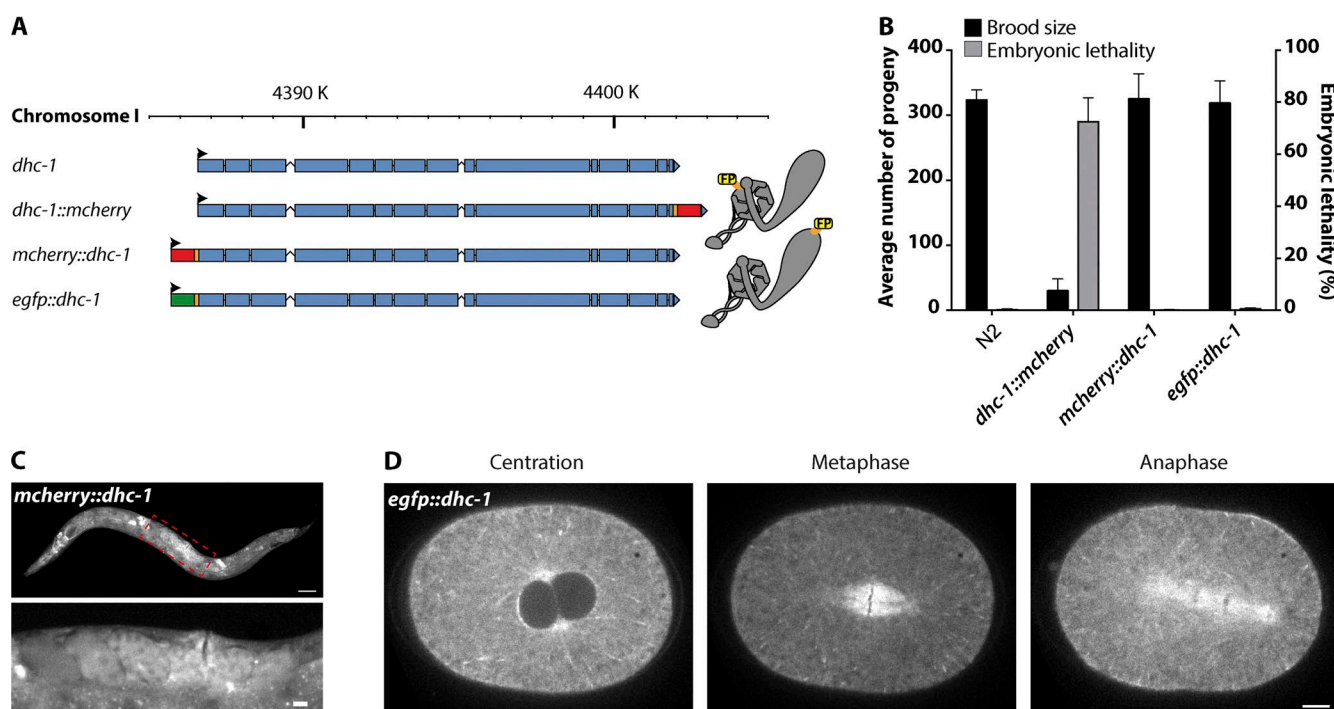 A
4390 K
4400 K
Chromosome I
dhc-1
dhc-1::mcherry
mcherry::dhc-1
egfp::dhc-1
FP
FP
B
Brood size
Embryonic lethality
400
300
200
100
0
Average number of progeny
100
80
60
40
20
0
Embryonic lethality (%)
N2
dhc-1::mcherry
mcherry::dhc-1
egfp::dhc-1
C
mcherry::dhc-1
D
Centration
Metaphase
Anaphase
egfp::dhc-1